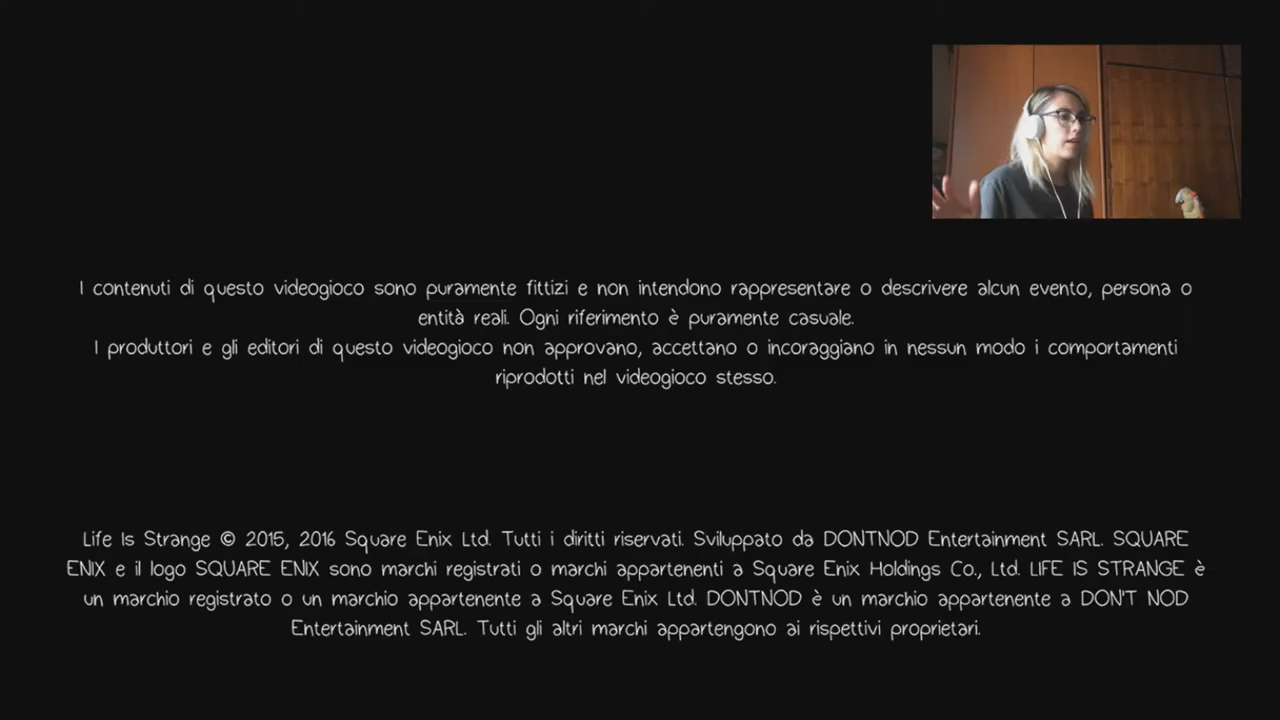 I contenuti di questo videogioco sono puramente fittizi e non intendono rappresentare o descrivere alcun evento, persona o
entità reali. Ogni riferimento è puramente casuale.
I produttori e gli editori di questo videogioco non approvano, accettano o incoraggiano in nessun modo i comportamenti
riprodotti nel videogioco stesso.
Life Is Strange © 2015, 2016 Square Enix Ltd. Tutti i diritti riservati. Sviluppato da DONTNOD Entertainment SARL. SQUARE
ENIX e il logo SQUARE ENIX sono marchi registrati o marchi appartenenti a Square Enix Holdings Co., Ltd. LIFE IS STRANGE è
un marchio registrato o un marchio appartenente a Square Enix Ltd. DONTNOD è un marchio appartenente a DON'T NOD
Entertainment SARL. Tutti gli altri marchi appartengono ai rispettivi proprietari.